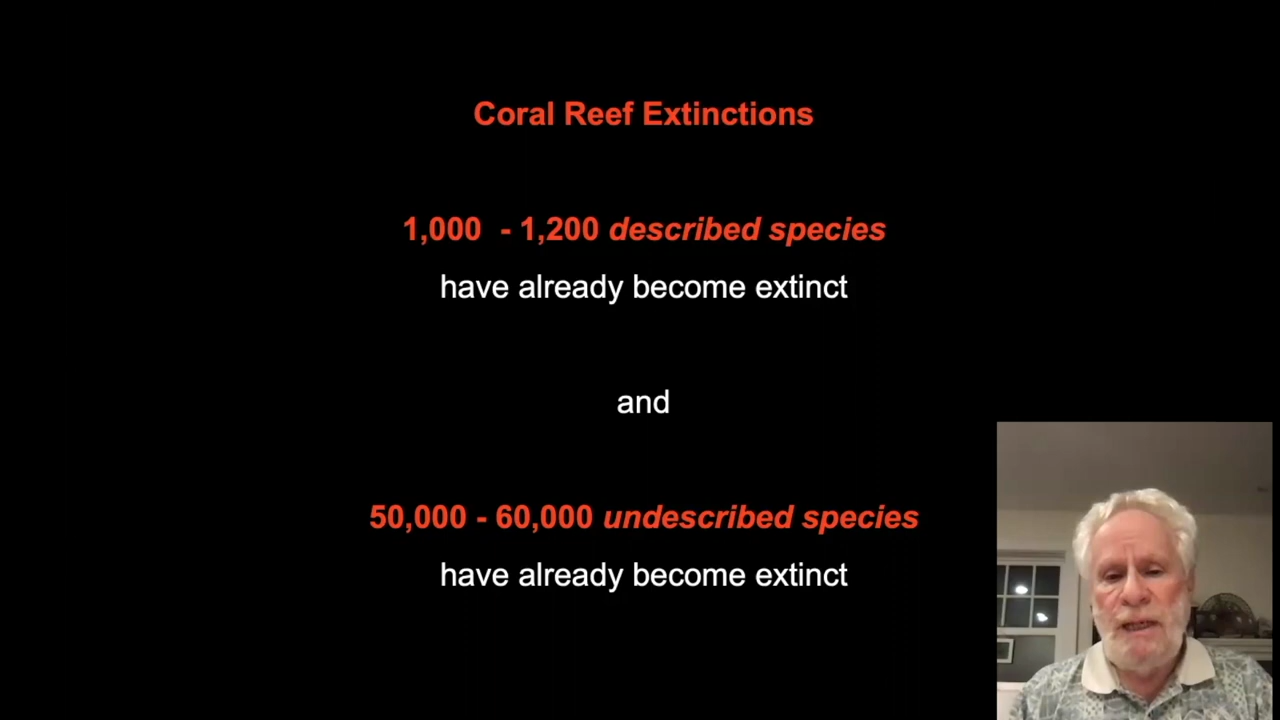 Coral Reef Extinctions
1,000 - 1,200 described species
have already become extinct
and
50,000 - 60,000 undescribed species
have already become extinct